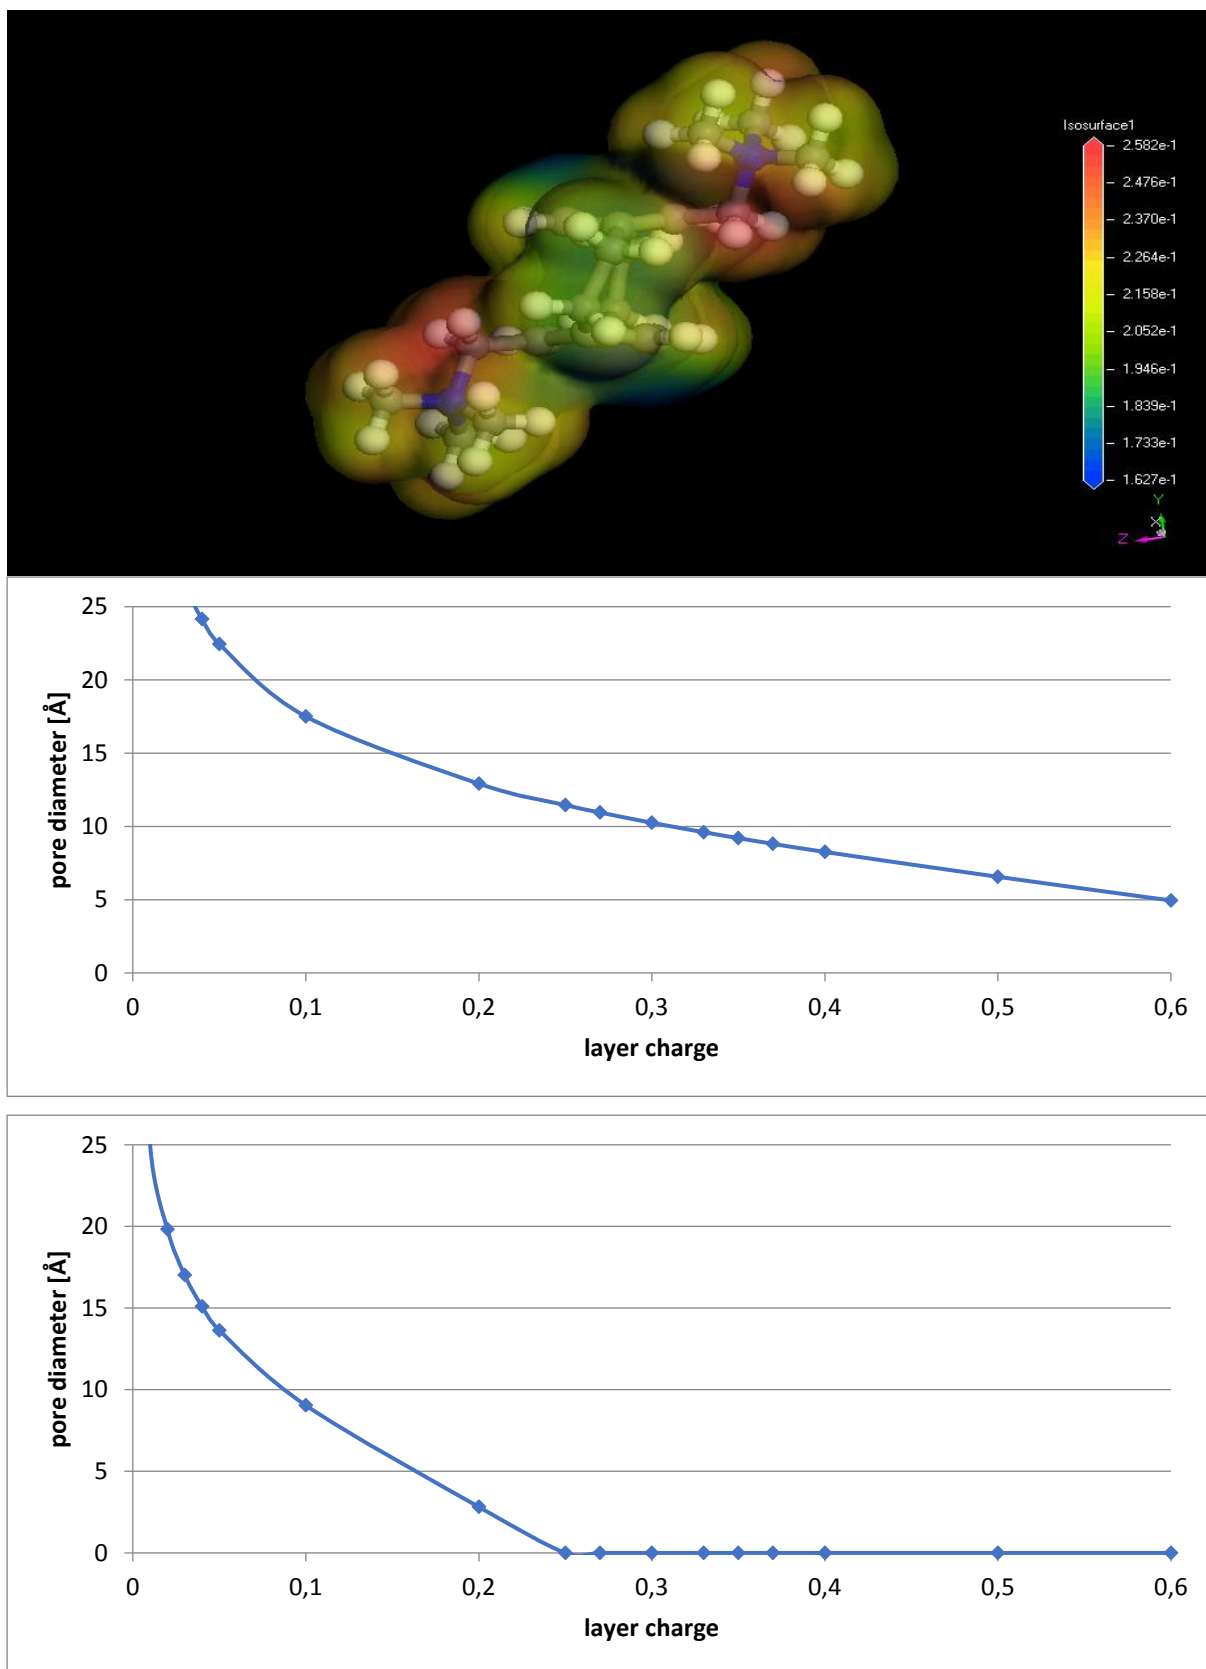 Isosurface1
2.582e-1
2.476e-1
2.370e-1
2.264e-1
2.158e-1
2.052e-1
1.946e-1
1.839e-1
1.733e-1
1.627e-1
Y
X
Z
25
20
15
10
5
0
pore diameter [Å]
0 0,1 0,2 0,3 0,4 0,5 0,6
layer charge
25
20
15
10
5
0
pore diameter [Å]
0 0,1 0,2 0,3 0,4 0,5 0,6
layer charge